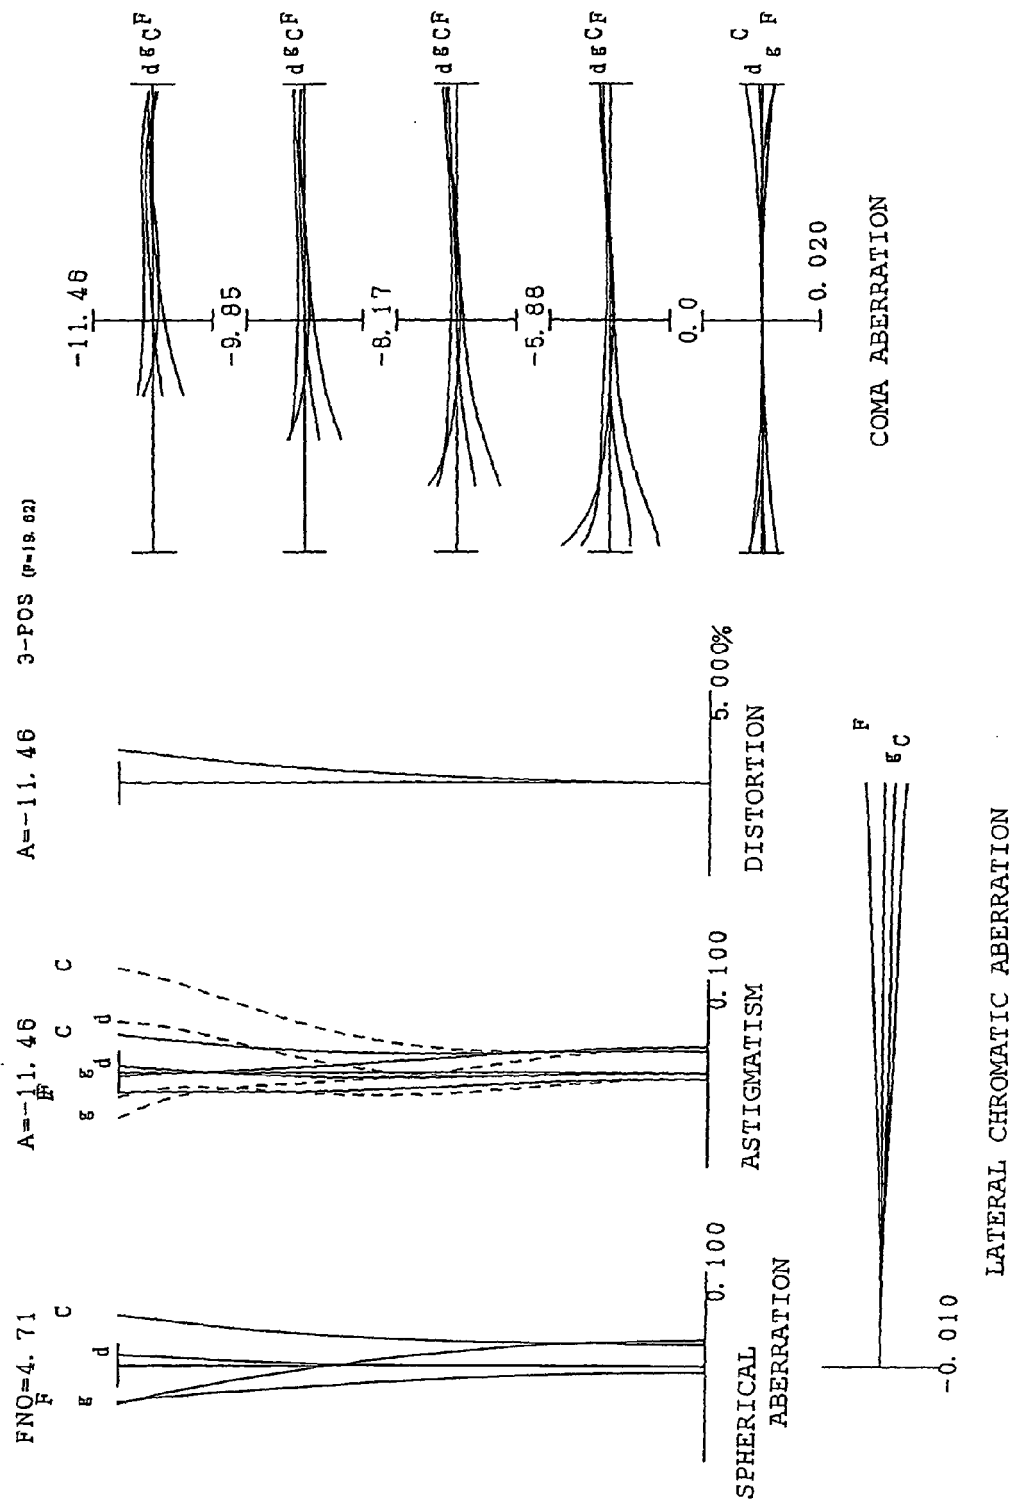 FNO=4.71
F
g
d
C
0.100
SPHERICAL
ABERRATION
A=-11.46
F
g
g
d
C
d
C
0.100
ASTIGMATISM
A=-11.46
5.000%
DISTORTION
3-POS (F=19.62)
-11.46
d g C F
-9.85
d g C F
-8.17
d g C F
-5.88
d g C F
0.0
d g C F
0.020
COMA ABERRATION
-0.010
F
g C
LATERAL CHROMATIC ABERRATION